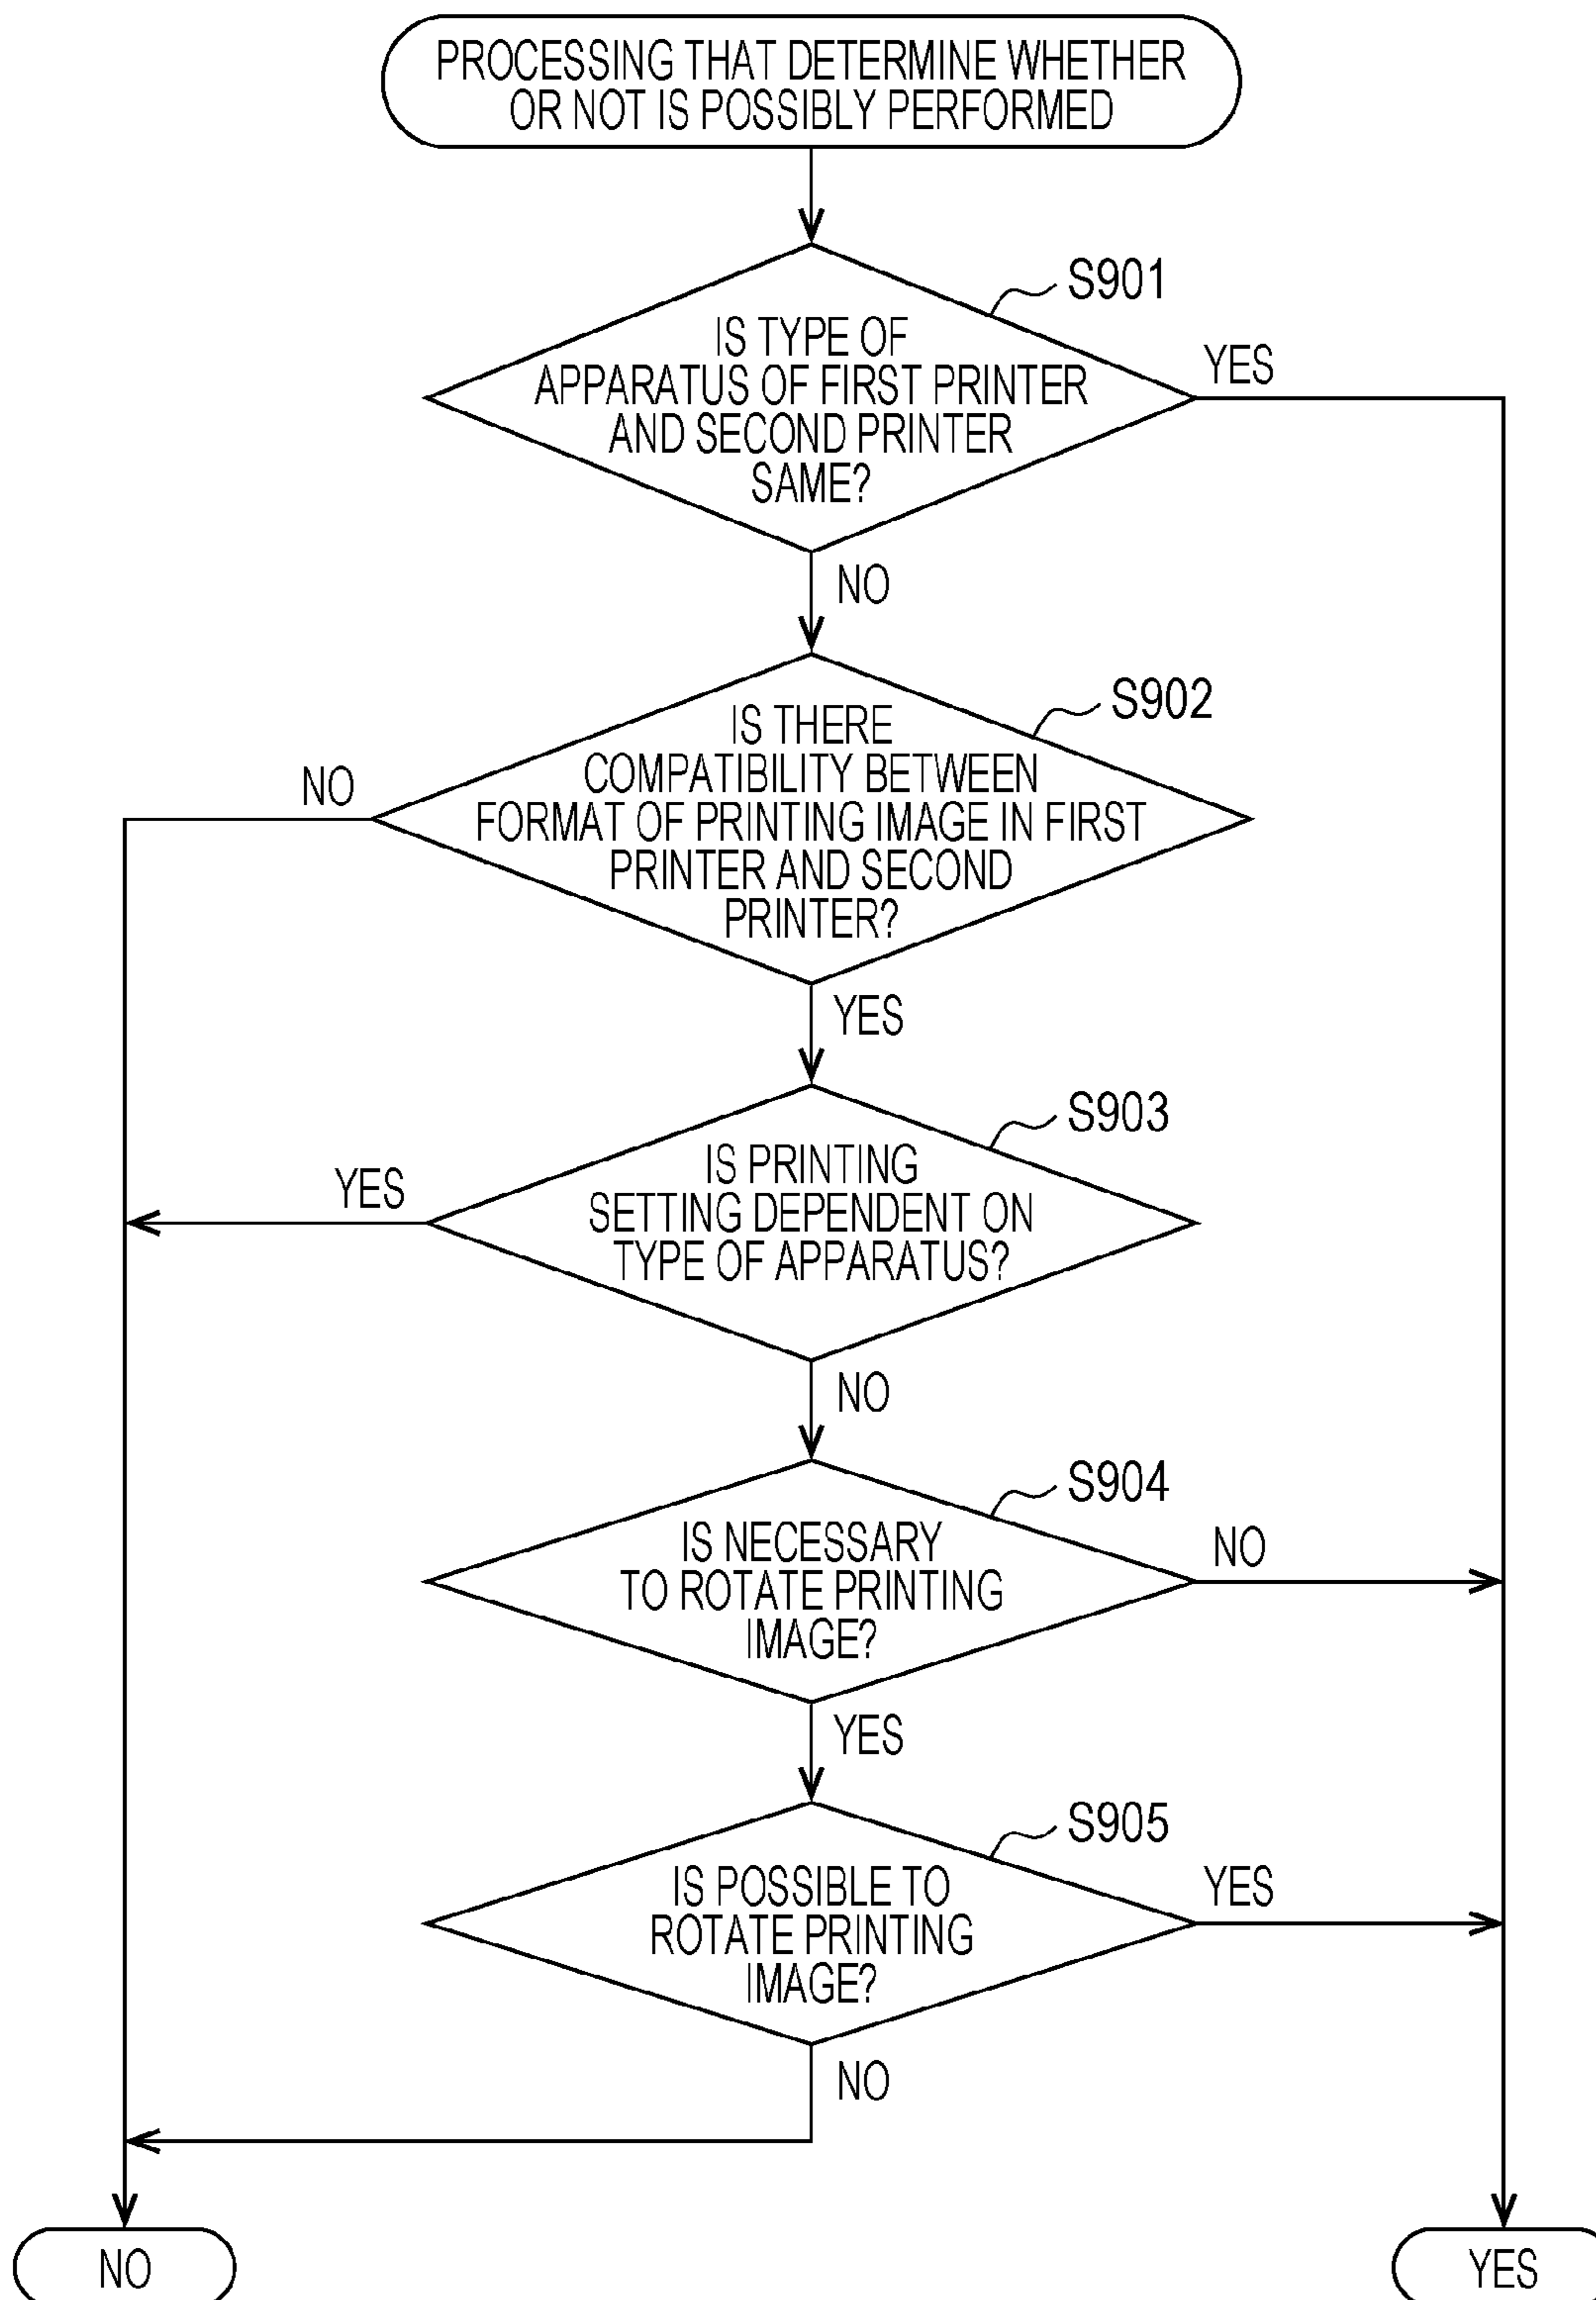 PROCESSING THAT DETERMINE WHETHER
OR NOT IS POSSIBLY PERFORMED
S901
IS TYPE OF
APPARATUS OF FIRST PRINTER
AND SECOND PRINTER
SAME?
YES
NO
S902
IS THERE
COMPATIBILITY BETWEEN
FORMAT OF PRINTING IMAGE IN FIRST
PRINTER AND SECOND
PRINTER?
NO
YES
S903
IS PRINTING
SETTING DEPENDENT ON
TYPE OF APPARATUS?
YES
NO
S904
IS NECESSARY
TO ROTATE PRINTING
IMAGE?
NO
YES
S905
IS POSSIBLE TO
ROTATE PRINTING
IMAGE?
YES
NO
NO
YES